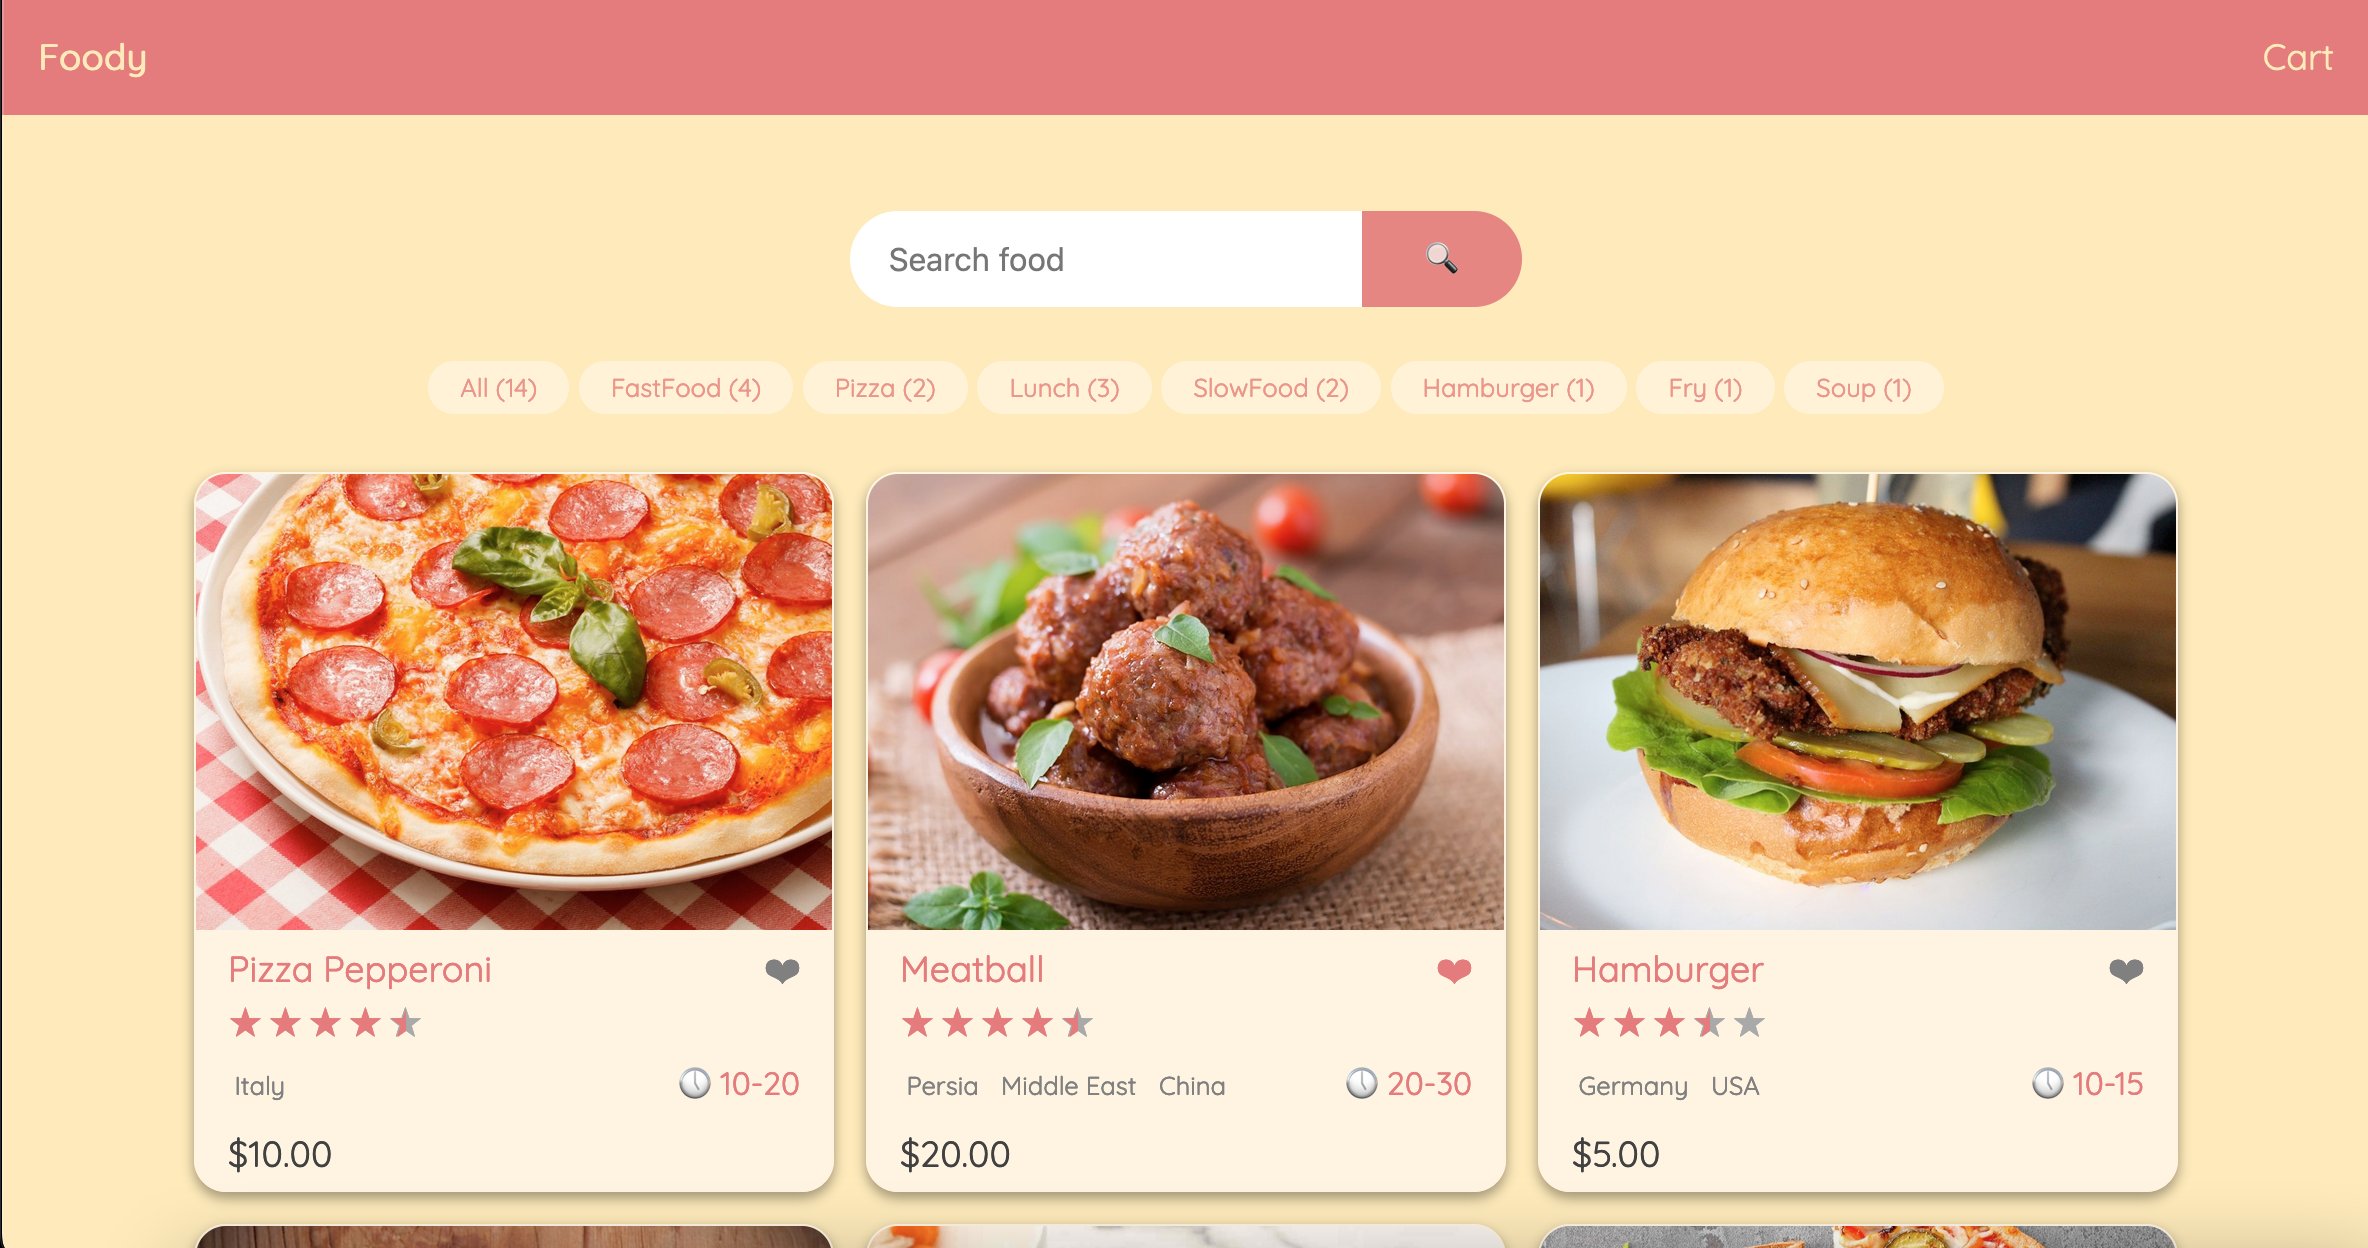 Foody
Cart
Search food
All (14) FastFood (4) Pizza (2) Lunch (3) SlowFood (2) Hamburger (1) Fry (1) Soup (1)
Pizza Pepperoni
Italy
10-20
$10.00
Meatball
Persia Middle East China
20-30
$20.00
Hamburger
Germany USA
10-15
$5.00